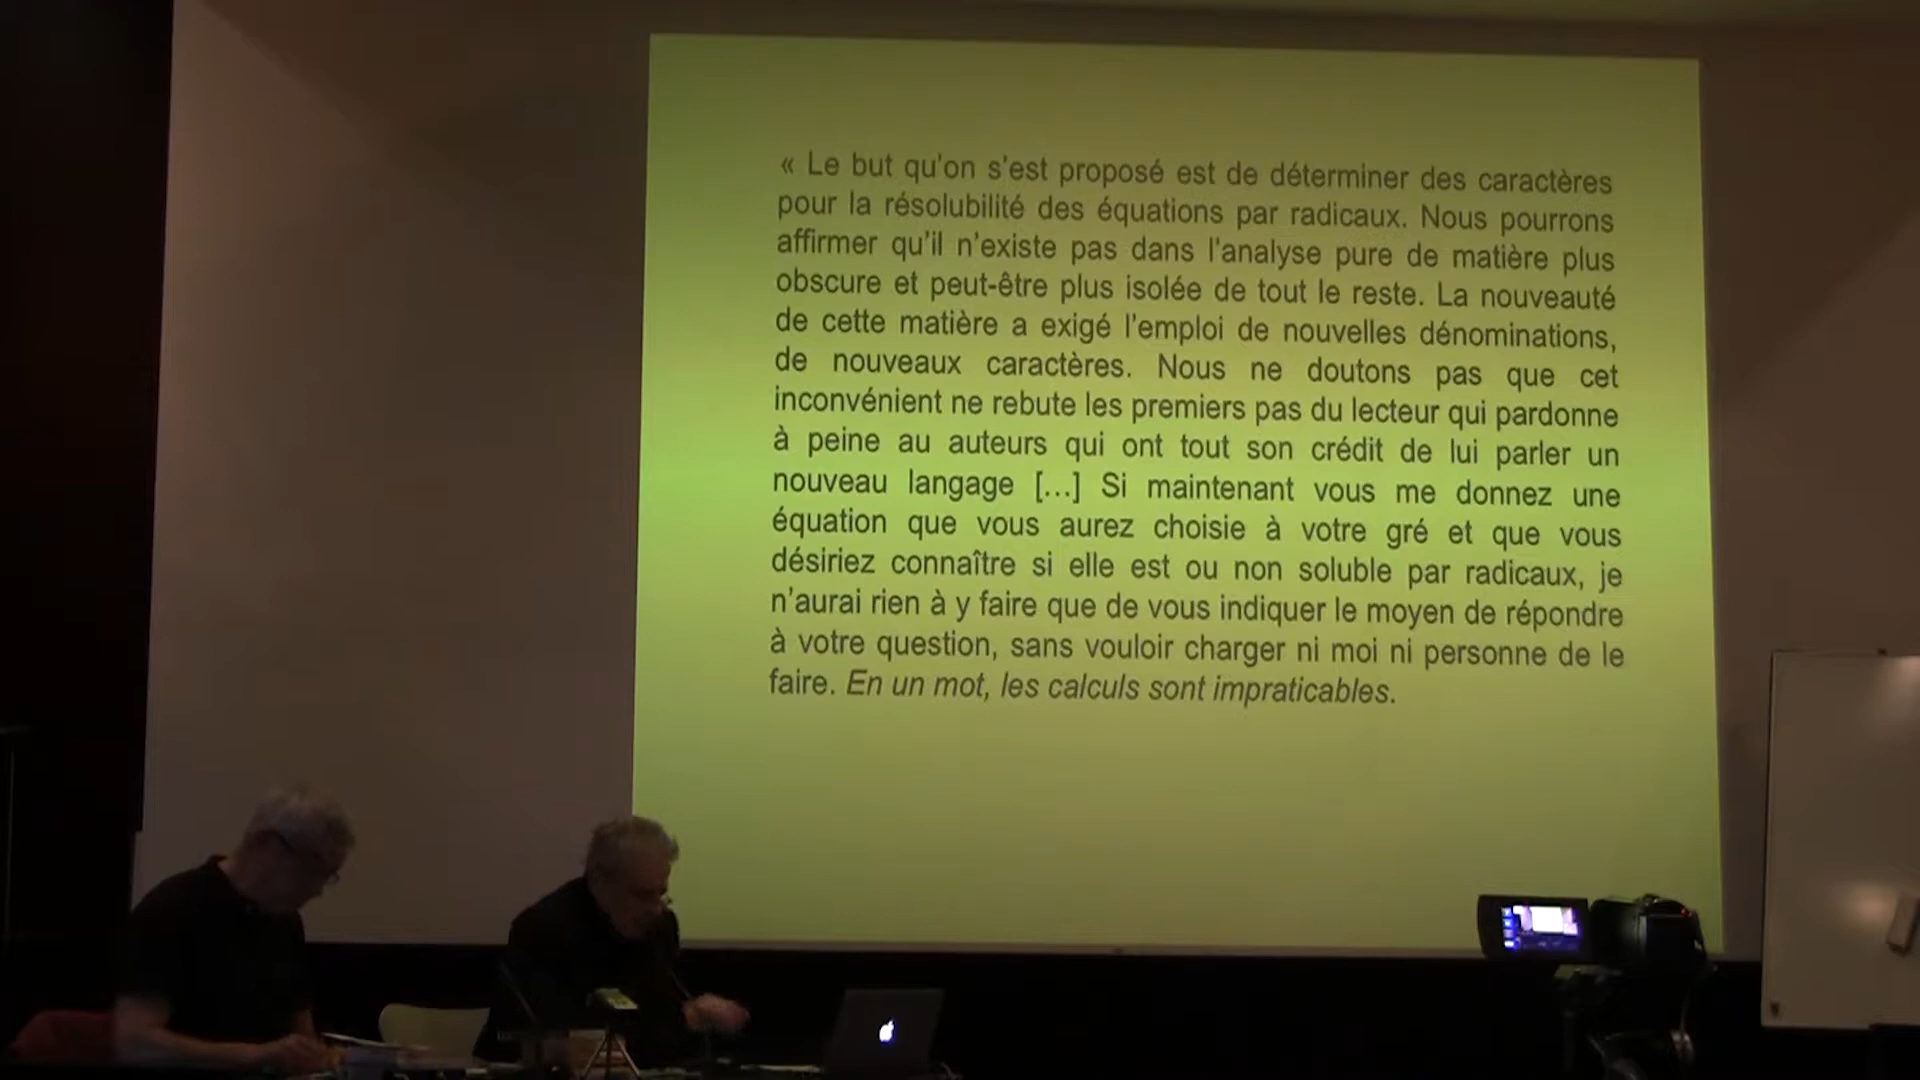 « Le but qu'on s'est proposé est de déterminer des caractères
pour la résolubilité des équations par radicaux. Nous pourrons
affirmer qu'il n'existe pas dans l'analyse pure de matière plus
obscure et peut-être plus isolée de tout le reste. La nouveauté
de cette matière a exigé l'emploi de nouvelles dénominations,
de nouveaux caractères. Nous ne doutons pas que cet
inconvénient ne rebute les premiers pas du lecteur qui pardonne
à peine au auteurs qui ont tout son crédit de lui parler un
nouveau langage [...] Si maintenant vous me donnez une
équation que vous aurez choisie à votre gré et que vous
désiriez connaître si elle est ou non soluble par radicaux, je
n'aurai rien à y faire que de vous indiquer le moyen de répondre
à votre question, sans vouloir charger ni moi ni personne de le
faire. En un mot, les calculs sont impraticables.